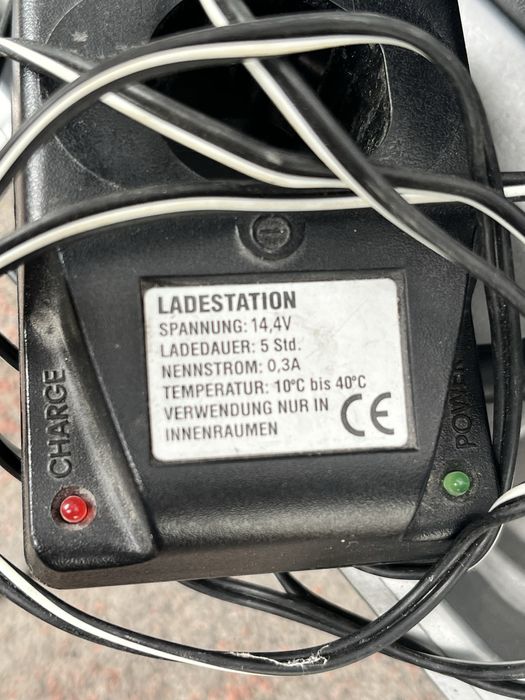 LADESTATION
SPANNUNG: 14,4V
LADEDAUER: 5 Std.
NENNSTROM: 0,3A
TEMPERATUR: 10°C bis 40°C
VERWENDUNG NUR IN
INNENRAUMEN
CE
CHARGE
POWER